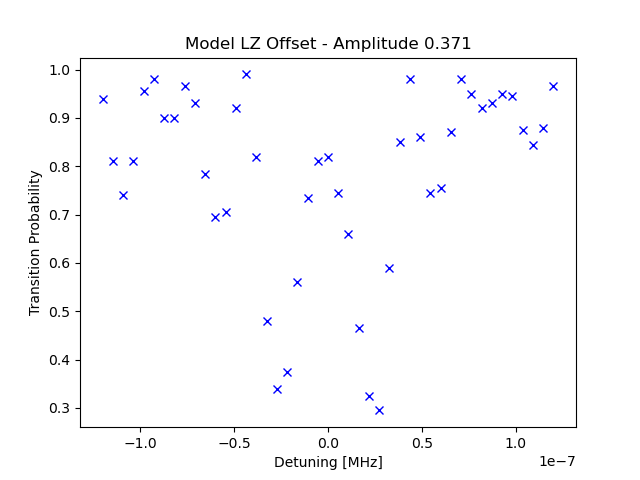 Model LZ Offset - Amplitude 0.371
1.0
0.9
0.8
0.7
0.6
0.5
0.4
0.3
Transition Probability
−1.0 −0.5 0.0 0.5 1.0
1e−7
Detuning [MHz]